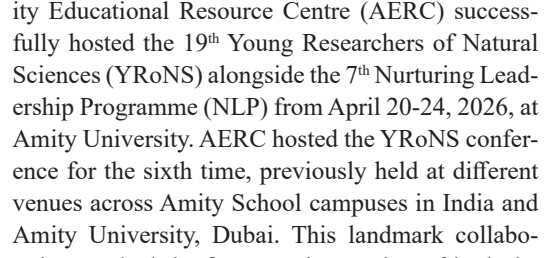 ity Educational Resource Centre (AERC) success-
fully hosted the 19th Young Researchers of Natural
Sciences (YRoNS) alongside the 7th Nurturing Lead-
ership Programme (NLP) from April 20-24, 2026, at
Amity University. AERC hosted the YRoNS confer-
ence for the sixth time, previously held at different
venues across Amity School campuses in India and
Amity University, Dubai. This landmark collabo-